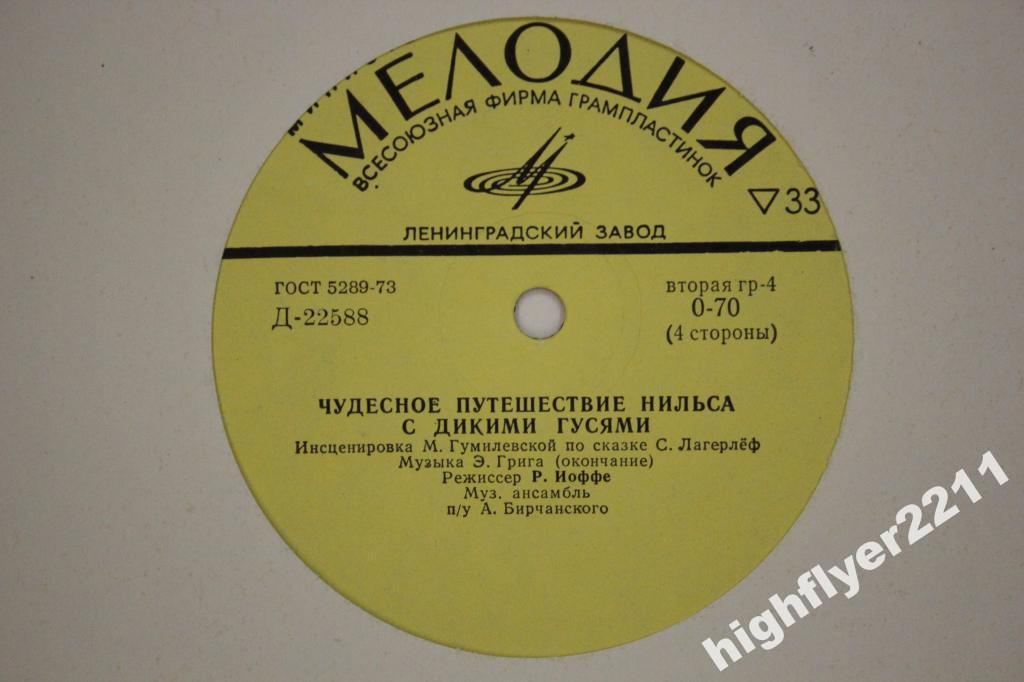 МЕЛОДИЯ
ВСЕСОЮЗНАЯ ФИРМА ГРАМПЛАСТИНОК
33
ЛЕНИНГРАДСКИЙ ЗАВОД
ГОСТ 5289-73
Д-22588
вторая гр-4
0-70
(4 стороны)
ЧУДЕСНОЕ ПУТЕШЕСТВИЕ НИЛЬСА
С ДИКИМИ ГУСЯМИ
Инсценировка М. Гумилевской по сказке С. Лагерлёф
Музыка Э. Грига (окончание)
Режиссер Р. Иоффе
Муз. ансамбль
п/у А. Бирчанского
highflyer2211